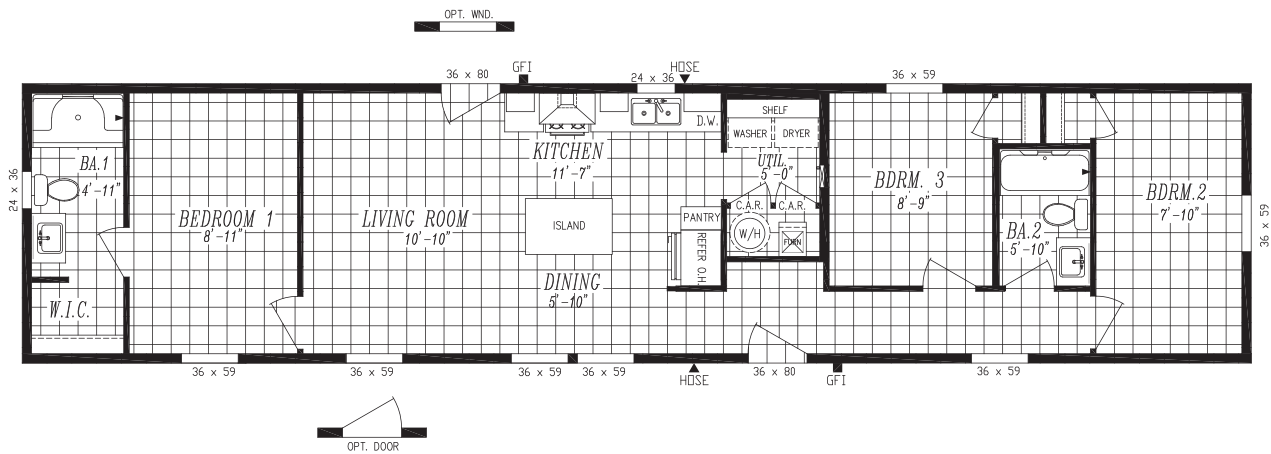 OPT. WND.
36 x 80
GFI
24 x 36
HOSE
36 x 59
SHELF
WASHER
DRYER
D.W.
KITCHEN
11'-7"
UTIL.
5'-0"
BA.1
4'-11"
24 x 36
BEDROOM 1
8'-11"
LIVING ROOM
10'-10"
ISLAND
PANTRY
REFER O.H.
C.A.R.
C.A.R.
W/H
FURN
BDRM. 3
8'-9"
BA.2
5'-10"
BDRM.2
7'-10"
36 x 59
DINING
5'-10"
W.I.C.
36 x 59
36 x 59
36 x 59
36 x 59
HOSE
36 x 80
GFI
36 x 59
OPT. DOOR